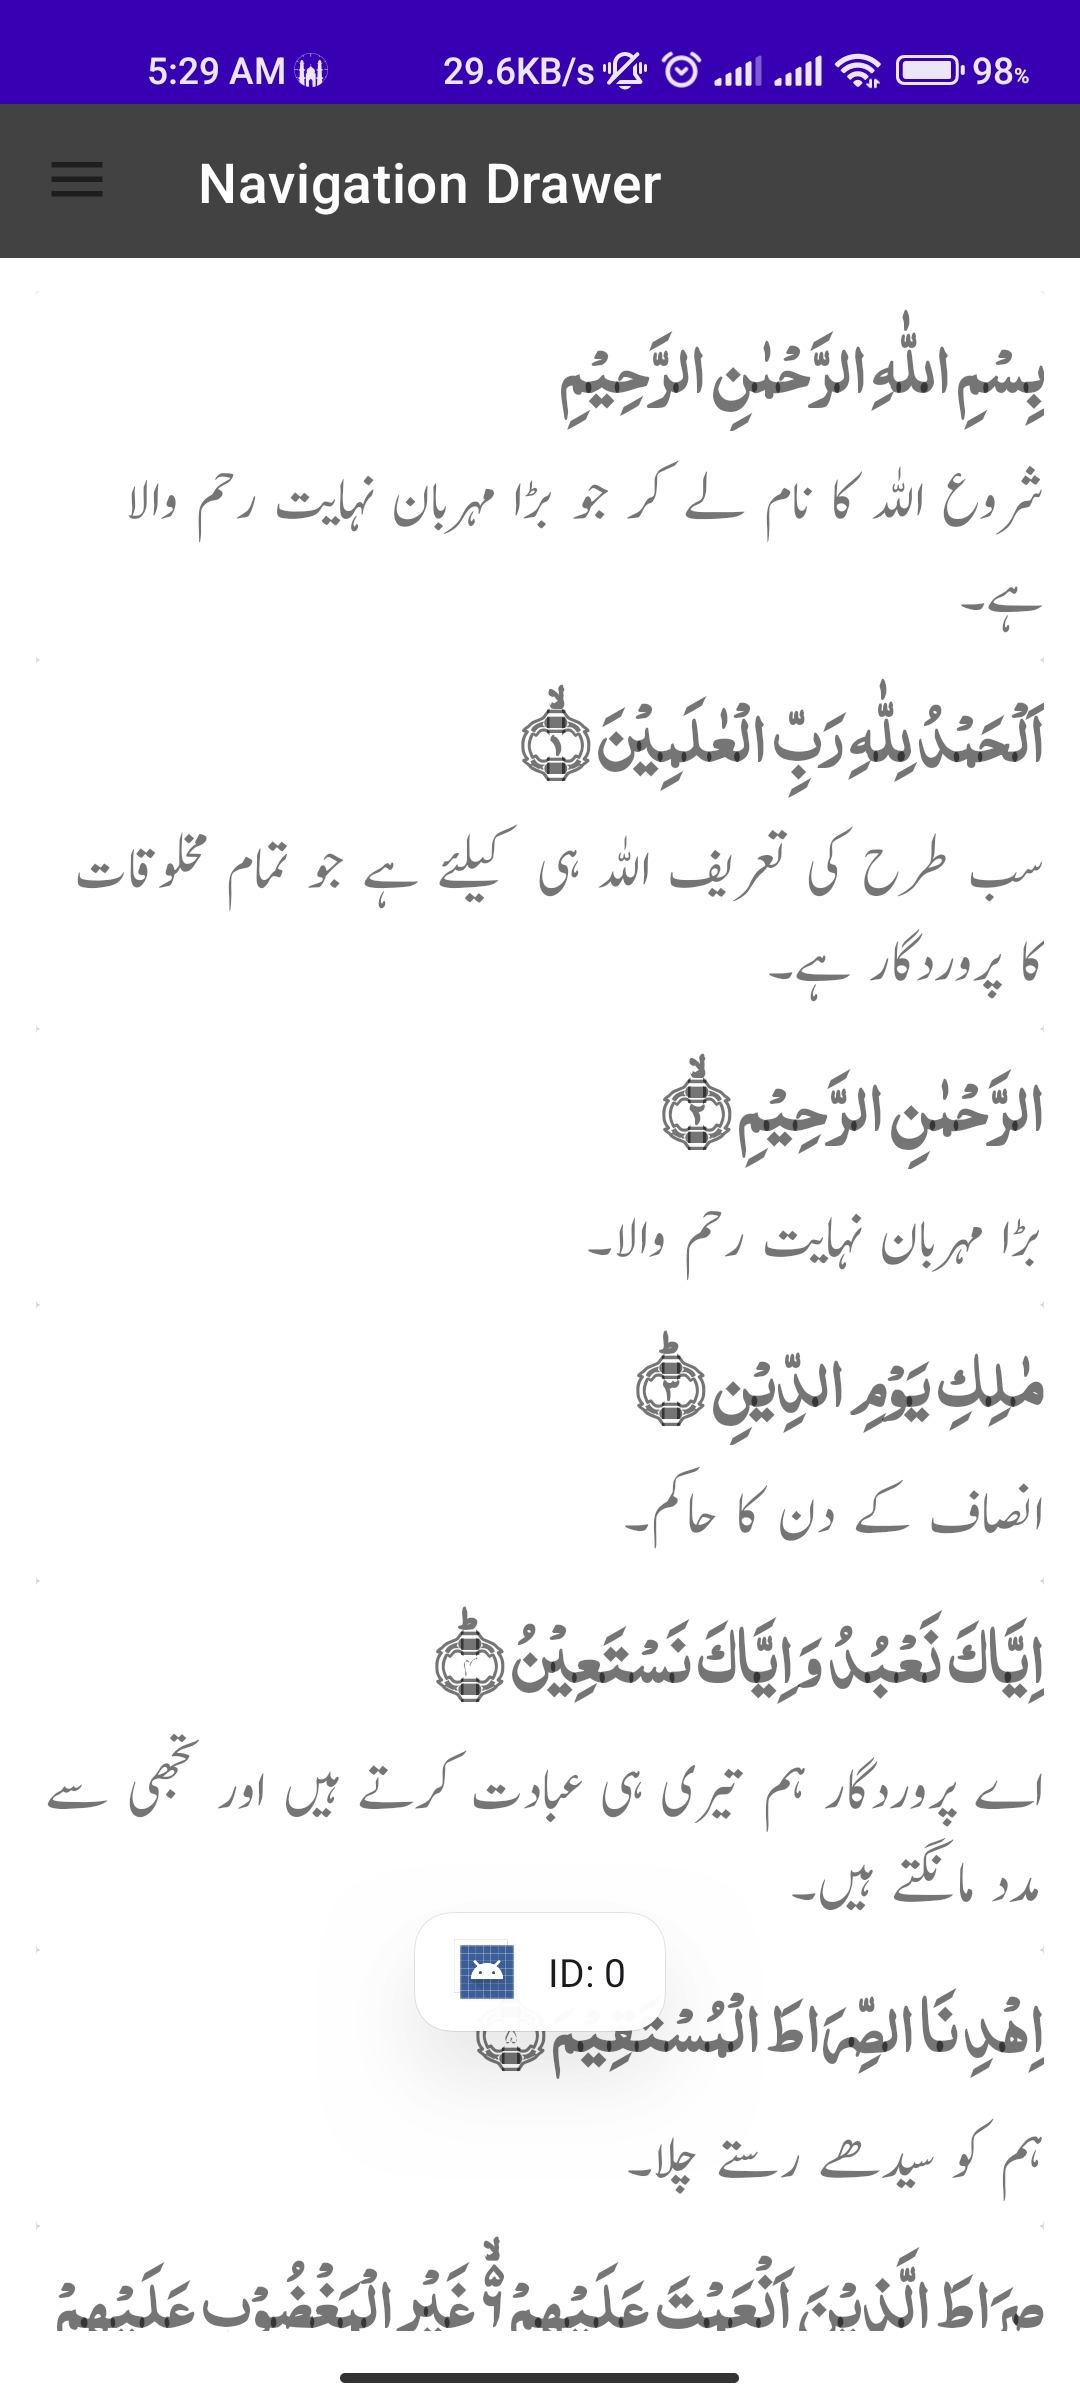 5:29 AM 29.6KB/s 98%
Navigation Drawer
بِسْمِ اللّٰهِ الرَّحْمٰنِ الرَّحِيْمِ
شروع اللہ کا نام لے کر جو بڑا مہربان نہایت رحم والا
ہے۔
اَلْحَمْدُ لِلّٰهِ رَبِّ الْعٰلَمِيْنَ ۙ‏﴿۱﴾
سب طرح کی تعریف اللہ ہی کیلئے ہے جو تمام مخلوقات
کا پروردگار ہے۔
الرَّحْمٰنِ الرَّحِيْمِ ۙ‏﴿۲﴾
بڑا مہربان نہایت رحم والا۔
مٰلِكِ يَوْمِ الدِّيْنِ ؕ‏﴿۳﴾
انصاف کے دن کا حاکم۔
اِيَّاكَ نَعْبُدُ وَاِيَّاكَ نَسْتَعِيْنُ ؕ‏﴿۴﴾
اے پروردگار ہم تیری ہی عبادت کرتے ہیں اور تجھی سے
مدد مانگتے ہیں۔
ID: 0
اِهْدِنَا الصِّرَاطَ الْمُسْتَقِيْمَ ﴿۵﴾
ہم کو سیدھے رستے چلا۔
صِرَاطَ الَّذِيْنَ اَنْعَمْتَ عَلَيْهِمْ ۙ۬ۦ غَيْرِ الْمَغْضُوْبِ عَلَيْهِمْ